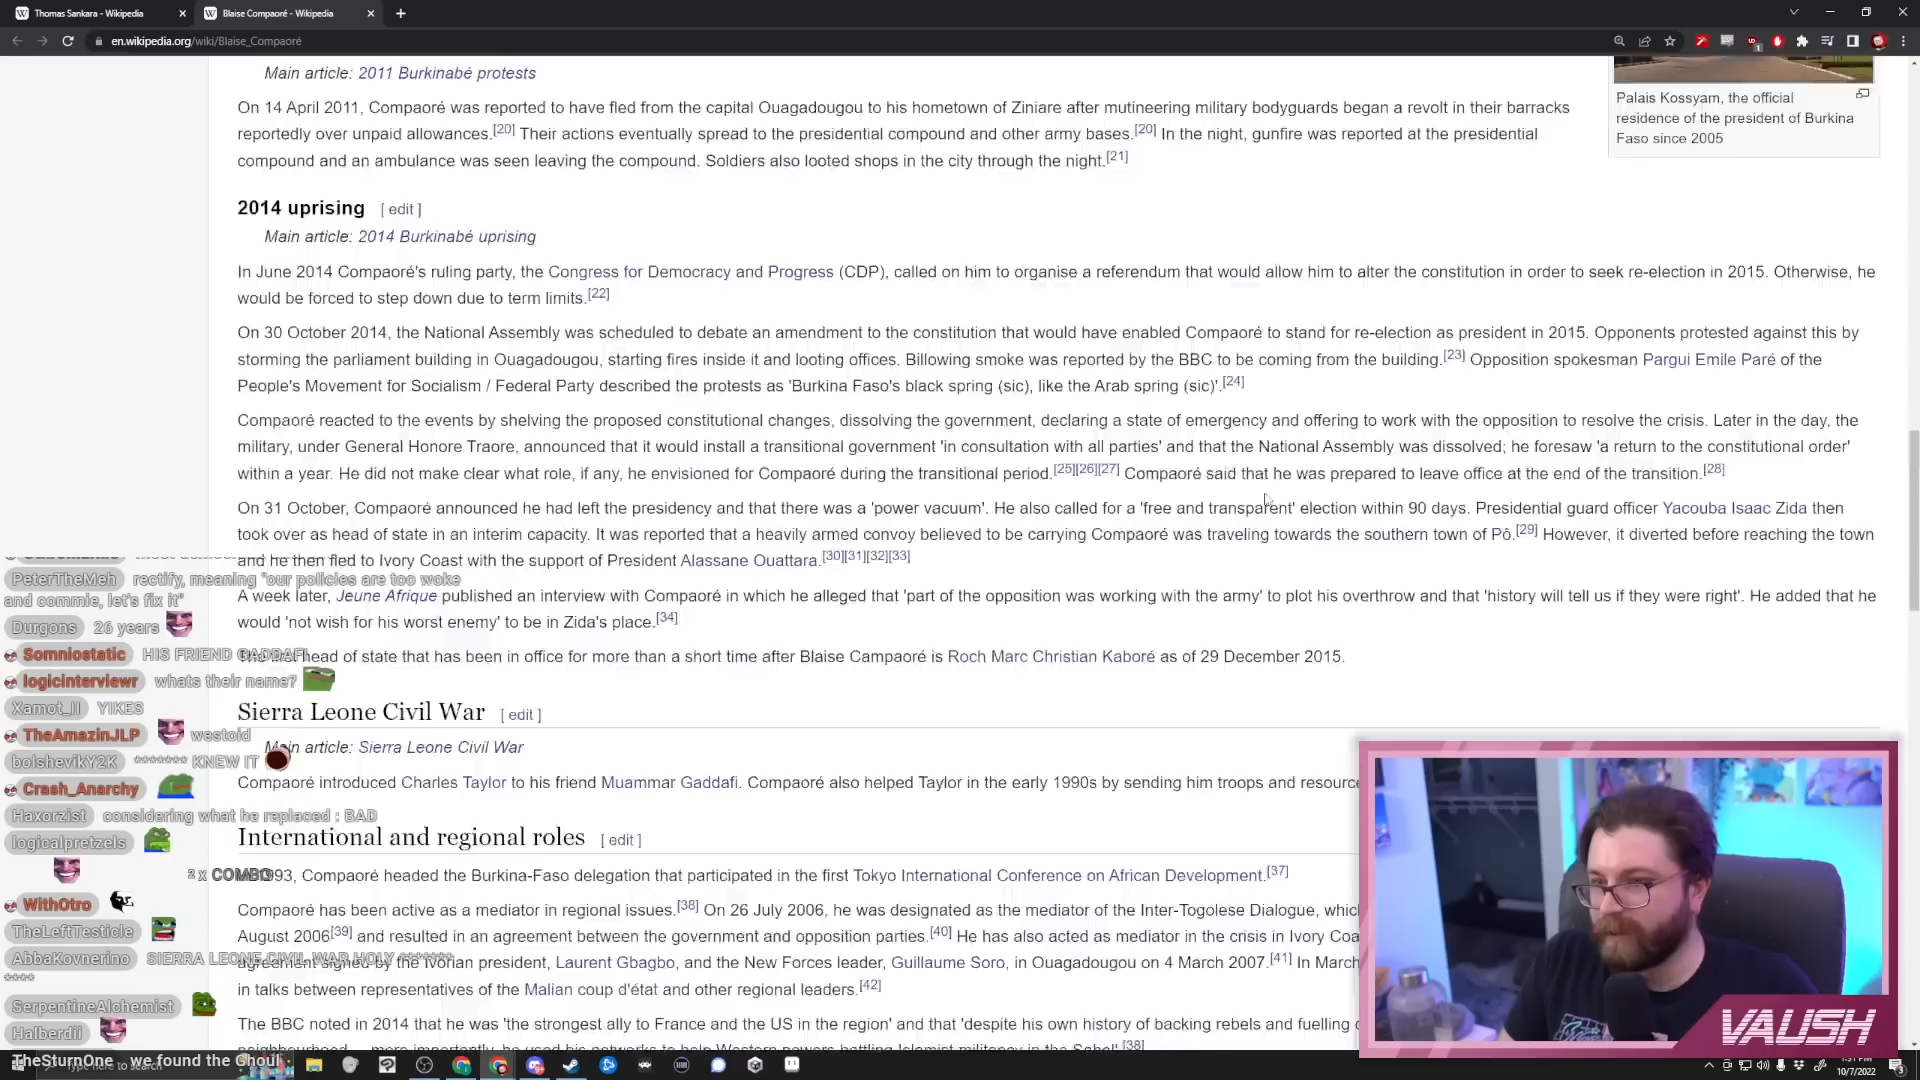 Thomas Sankara - Wikipedia
Blaise Compaoré - Wikipedia
en.wikipedia.org/wiki/Blaise_Compaoré
Main article: 2011 Burkinabé protests
On 14 April 2011, Compaoré was reported to have fled from the capital Ouagadougou to his hometown of Ziniare after mutineering military bodyguards began a revolt in their barracks
reportedly over unpaid allowances.[20] Their actions eventually spread to the presidential compound and other army bases.[20] In the night, gunfire was reported at the presidential
compound and an ambulance was seen leaving the compound. Soldiers also looted shops in the city through the night.[21]
Palais Kossyam, the official
residence of the president of Burkina
Faso since 2005
2014 uprising [ edit ]
Main article: 2014 Burkinabé uprising
In June 2014 Compaoré's ruling party, the Congress for Democracy and Progress (CDP), called on him to organise a referendum that would allow him to alter the constitution in order to seek re-election in 2015. Otherwise, he
would be forced to step down due to term limits.[22]
On 30 October 2014, the National Assembly was scheduled to debate an amendment to the constitution that would have enabled Compaoré to stand for re-election as president in 2015. Opponents protested against this by
storming the parliament building in Ouagadougou, starting fires inside it and looting offices. Billowing smoke was reported by the BBC to be coming from the building.[23] Opposition spokesman Pargui Emile Paré of the
People's Movement for Socialism / Federal Party described the protests as 'Burkina Faso's black spring (sic), like the Arab spring (sic)'.[24]
Compaoré reacted to the events by shelving the proposed constitutional changes, dissolving the government, declaring a state of emergency and offering to work with the opposition to resolve the crisis. Later in the day, the
military, under General Honore Traore, announced that it would install a transitional government 'in consultation with all parties' and that the National Assembly was dissolved; he foresaw 'a return to the constitutional order'
within a year. He did not make clear what role, if any, he envisioned for Compaoré during the transitional period.[25][26][27] Compaoré said that he was prepared to leave office at the end of the transition.[28]
On 31 October, Compaoré announced he had left the presidency and that there was a 'power vacuum'. He also called for a 'free and transparent' election within 90 days. Presidential guard officer Yacouba Isaac Zida then
took over as head of state in an interim capacity. It was reported that a heavily armed convoy believed to be carrying Compaoré was traveling towards the southern town of Pô.[29] However, it diverted before reaching the town
and he then fled to Ivory Coast with the support of President Alassane Ouattara.[30][31][32][33]
A week later, Jeune Afrique published an interview with Compaoré in which he alleged that 'part of the opposition was working with the army' to plot his overthrow and that 'history will tell us if they were right'. He added that he
would 'not wish for his worst enemy' to be in Zida's place.[34]
head of state that has been in office for more than a short time after Blaise Campaoré is Roch Marc Christian Kaboré as of 29 December 2015.
Sierra Leone Civil War [ edit ]
Main article: Sierra Leone Civil War
Compaoré introduced Charles Taylor to his friend Muammar Gaddafi. Compaoré also helped Taylor in the early 1990s by sending him troops and resourc
International and regional roles [ edit ]
1993, Compaoré headed the Burkina-Faso delegation that participated in the first Tokyo International Conference on African Development.[37]
Compaoré has been active as a mediator in regional issues.[38] On 26 July 2006, he was designated as the mediator of the Inter-Togolese Dialogue, whic
August 2006[39] and resulted in an agreement between the government and opposition parties.[40] He has also acted as mediator in the crisis in Ivory Coa
agreement signed by the Ivorian president, Laurent Gbagbo, and the New Forces leader, Guillaume Soro, in Ouagadougou on 4 March 2007.[41] In March
in talks between representatives of the Malian coup d'état and other regional leaders.[42]
The BBC noted in 2014 that he was 'the strongest ally to France and the US in the region' and that 'despite his own history of backing rebels and fuelling
neighbourhood ... more importantly, he used his networks to help Western powers battling Islamist militancy in the Sahel'.[38]
PeterTheMeh rectify, meaning "our policies are too woke
and commie, let's fix it"
Durgons 26 years
Somniostatic HIS FRIEND GADDAFI
logicinterviewr whats their name?
Xamot_II YIKES
TheAmazinJLP westoid
bolshevikY2K ******* KNEW IT
Crash_Anarchy
Haxorzist considering what he replaced : BAD
logicalpretzels
2 x COMBO
WithOtro
TheLeftTesticle
AbbaKovnerino SIERRA LEONE CIVIL WAR HOLY *******
****
SerpentineAlchemist
Halberdii
TheSturnOne we found the Ghoul
Type here to search
VAUSH
1:31 PM
10/7/2022